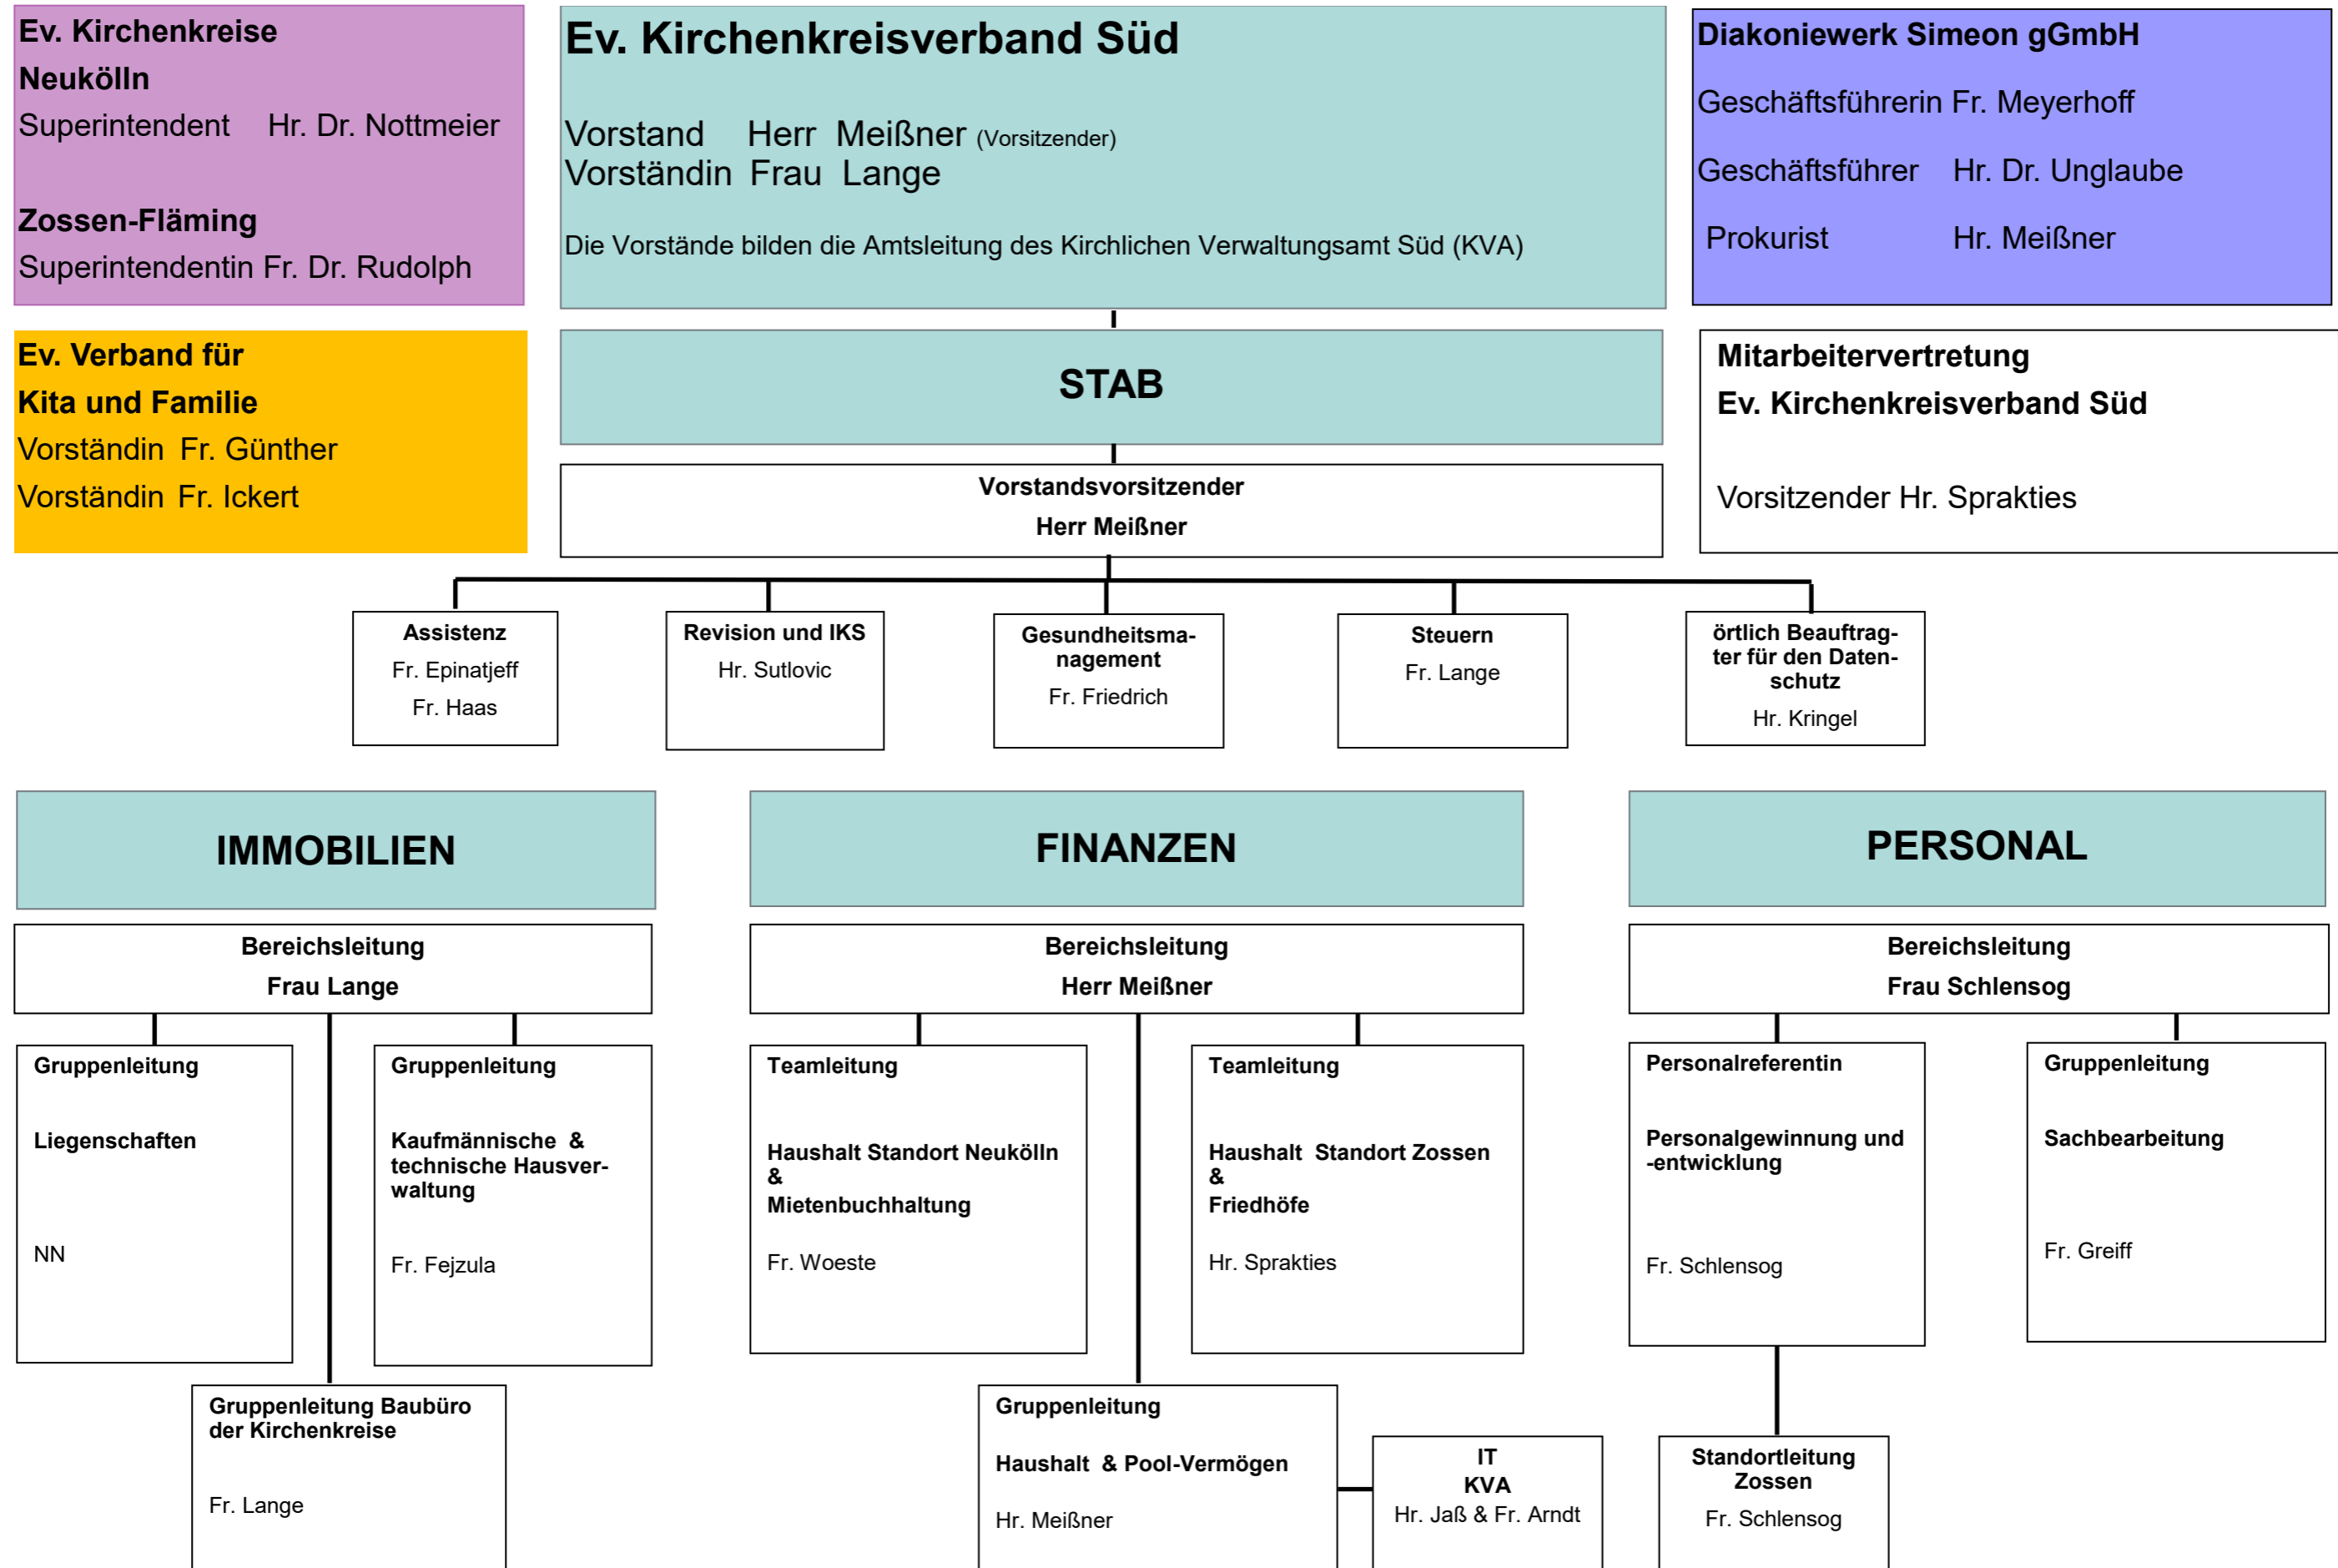 Ev. Kirchenkreise
Neukölln
Superintendent Hr. Dr. Nottmeier
Zossen-Fläming
Superintendentin Fr. Dr. Rudolph
Ev. Kirchenkreisverband Süd
Vorstand Herr Meißner (Vorsitzender)
Vorständin Frau Lange
Die Vorstände bilden die Amtsleitung des Kirchlichen Verwaltungsamt Süd (KVA)
Diakoniewerk Simeon gGmbH
Geschäftsführerin Fr. Meyerhoff
Geschäftsführer Hr. Dr. Unglaube
Prokurist Hr. Meißner
Ev. Verband für
Kita und Familie
Vorständin Fr. Günther
Vorständin Fr. Ickert
STAB
Vorstandsvorsitzender
Herr Meißner
Mitarbeitervertretung
Ev. Kirchenkreisverband Süd
Vorsitzender Hr. Sprakties
Assistenz
Fr. Epinatjeff
Fr. Haas
Revision und IKS
Hr. Sutlovic
Gesundheitsma-
nagement
Fr. Friedrich
Steuern
Fr. Lange
örtlich Beauftrag-
ter für den Daten-
schutz
Hr. Kringel
IMMOBILIEN
Bereichsleitung
Frau Lange
Gruppenleitung
Liegenschaften
NN
Gruppenleitung
Kaufmännische &
technische Hausver-
waltung
Fr. Fejzula
Gruppenleitung Baubüro
der Kirchenkreise
Fr. Lange
FINANZEN
Bereichsleitung
Herr Meißner
Teamleitung
Haushalt Standort Neukölln
&
Mietenbuchhaltung
Fr. Woeste
Teamleitung
Haushalt Standort Zossen
&
Friedhöfe
Hr. Sprakties
Gruppenleitung
Haushalt & Pool-Vermögen
Hr. Meißner
IT
KVA
Hr. Jaß & Fr. Arndt
PERSONAL
Bereichsleitung
Frau Schlensog
Personalreferentin
Personalgewinnung und
-entwicklung
Fr. Schlensog
Gruppenleitung
Sachbearbeitung
Fr. Greiff
Standortleitung
Zossen
Fr. Schlensog